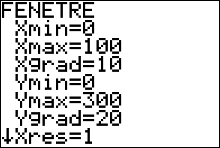 FENETRE
Xmin=0
Xmax=100
Xgrad=10
Ymin=0
Ymax=300
Ygrad=20
↓Xres=1